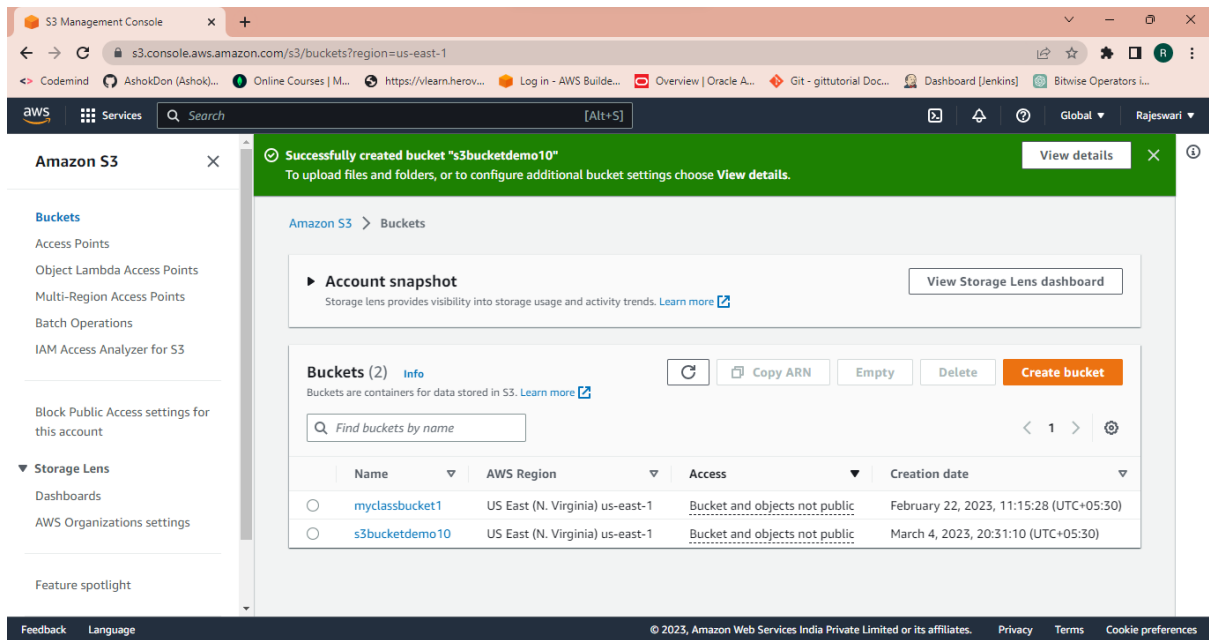 S3 Management Console
s3.console.aws.amazon.com/s3/buckets?region=us-east-1
R
Codemind
AshokDon (Ashok)...
Online Courses | M...
https://vlearn.herov...
Log in - AWS Builde...
Overview | Oracle A...
Git - gittutorial Doc...
Dashboard [Jenkins]
Bitwise Operators i...
aws
Services
Search
[Alt+S]
Global
Rajeswari
Amazon S3
Buckets
Access Points
Object Lambda Access Points
Multi-Region Access Points
Batch Operations
IAM Access Analyzer for S3
Block Public Access settings for
this account
Storage Lens
Dashboards
AWS Organizations settings
Feature spotlight
Successfully created bucket "s3bucketdemo10"
To upload files and folders, or to configure additional bucket settings choose View details.
View details
Amazon S3 > Buckets
Account snapshot
Storage lens provides visibility into storage usage and activity trends. Learn more
View Storage Lens dashboard
Buckets (2) Info
Buckets are containers for data stored in S3. Learn more
Copy ARN
Empty
Delete
Create bucket
Find buckets by name
1
Name AWS Region Access Creation date
myclassbucket1 US East (N. Virginia) us-east-1 Bucket and objects not public February 22, 2023, 11:15:28 (UTC+05:30)
s3bucketdemo10 US East (N. Virginia) us-east-1 Bucket and objects not public March 4, 2023, 20:31:10 (UTC+05:30)
Feedback Language © 2023, Amazon Web Services India Private Limited or its affiliates. Privacy Terms Cookie preferences